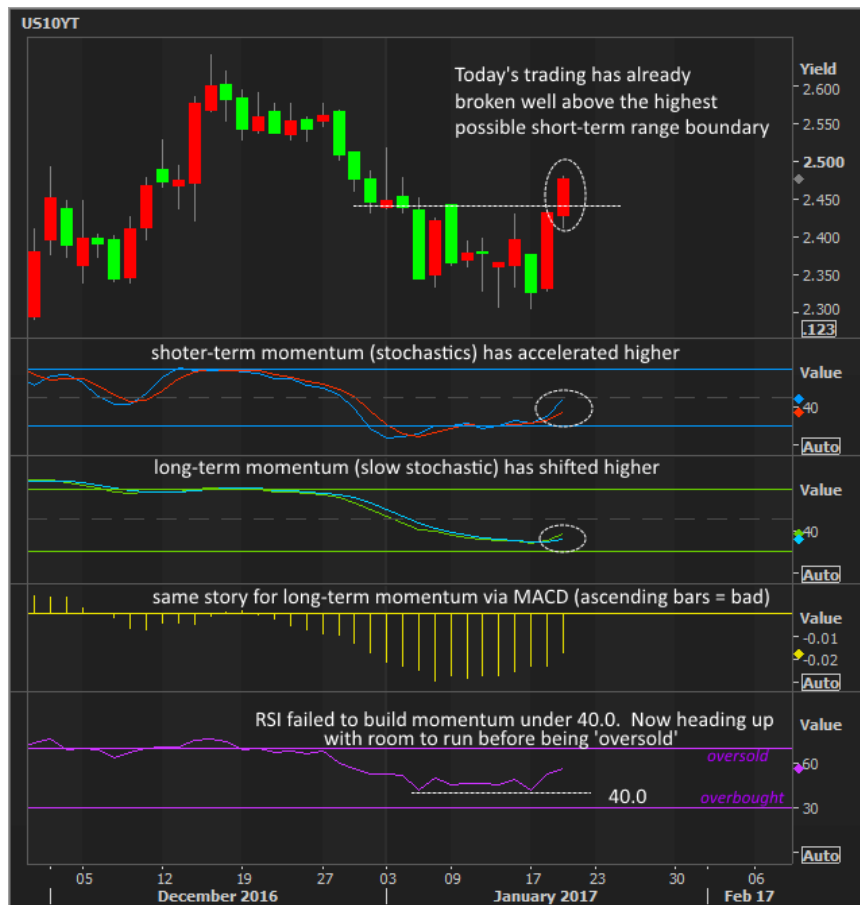 US10YT
Today's trading has already
broken well above the highest
possible short-term range boundary
Yield
2.600
2.550
2.500
2.450
2.400
2.350
2.300
.123
shoter-term momentum (stochastics) has accelerated higher
Value
40
Auto
long-term momentum (slow stochastic) has shifted higher
Value
40
Auto
same story for long-term momentum via MACD (ascending bars = bad)
Value
-0.01
-0.02
Auto
RSI failed to build momentum under 40.0. Now heading up
with room to run before being 'oversold'
Value
oversold
60
40.0
overbought
30
Auto
05 12 19 27 03 09 17 23 30 06
December 2016 January 2017 Feb 17